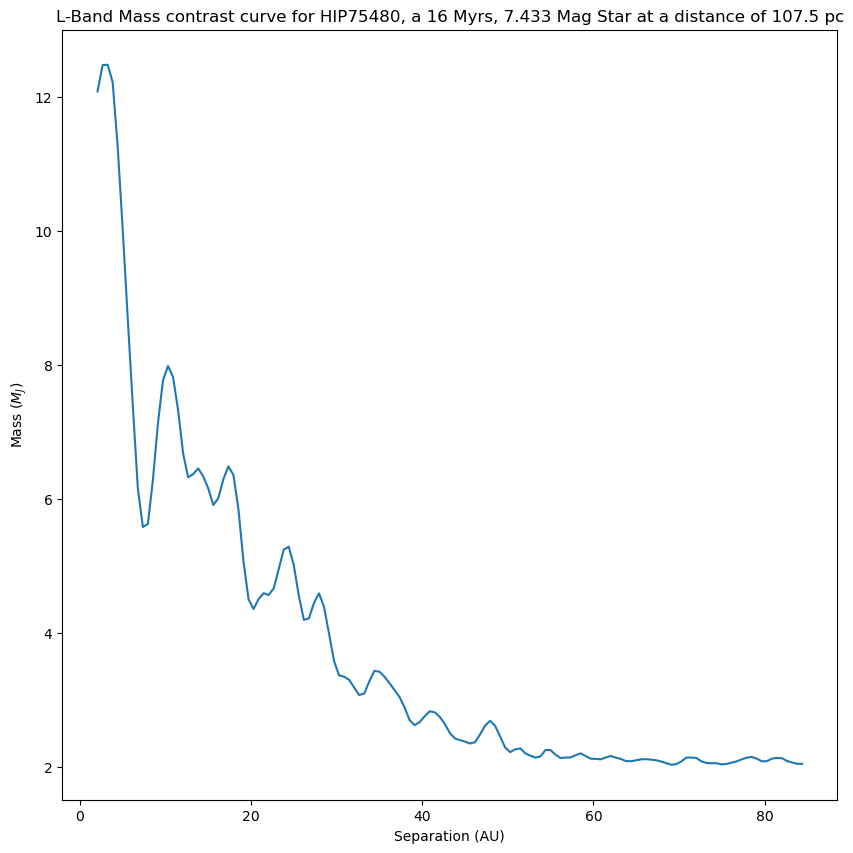 L-Band Mass contrast curve for HIP75480, a 16 Myrs, 7.433 Mag Star at a distance of 107.5 pc
12
10
8
6
4
2
Mass (M_J)
0 20 40 60 80
Separation (AU)